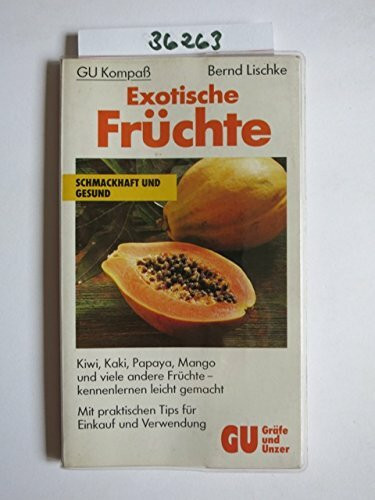 36263
GU Kompaß
Bernd Lischke
Exotische
Früchte
SCHMACKHAFT UND
GESUND
Kiwi, Kaki, Papaya, Mango
und viele andere Früchte –
kennenlernen leicht gemacht
Mit praktischen Tips für
Einkauf und Verwendung
GU
Gräfe
und
Unzer